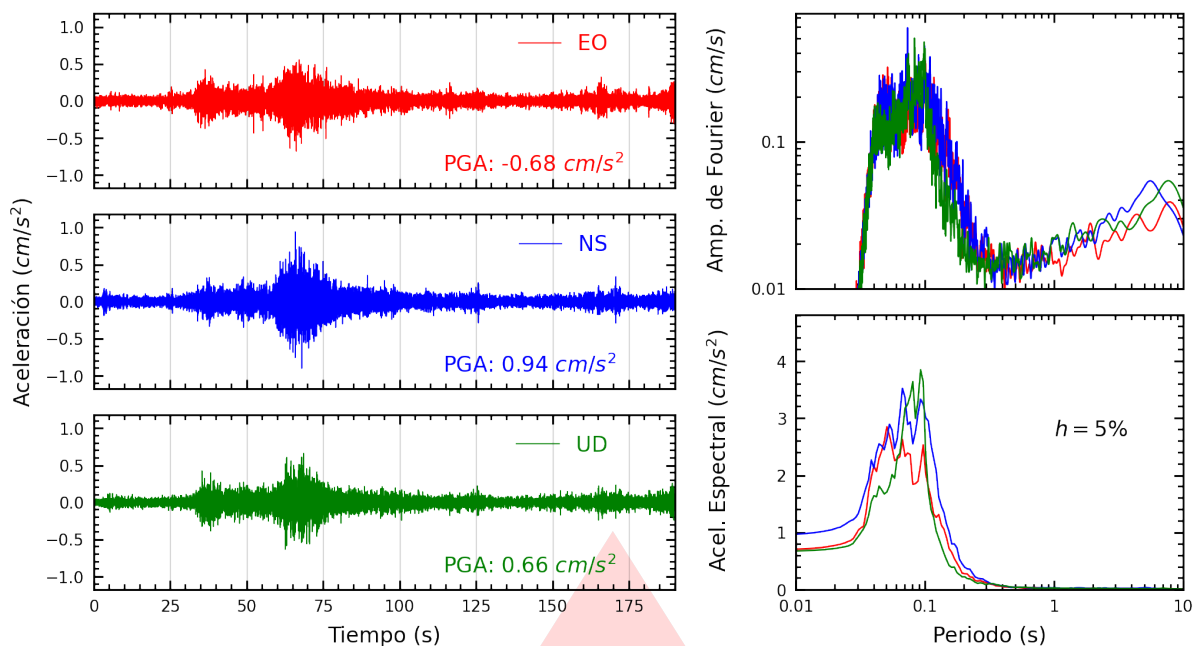 Aceleración (cm/s²)
1.0
0.5
0.0
−0.5
−1.0
EO
PGA: -0.68 cm/s²
1.0
0.5
0.0
−0.5
−1.0
NS
PGA: 0.94 cm/s²
1.0
0.5
0.0
−0.5
−1.0
UD
PGA: 0.66 cm/s²
0 25 50 75 100 125 150 175
Tiempo (s)
Amp. de Fourier (cm/s)
0.1
0.01
Acel. Espectral (cm/s²)
4
3
2
1
0
h = 5%
0.01 0.1 1 10
Periodo (s)